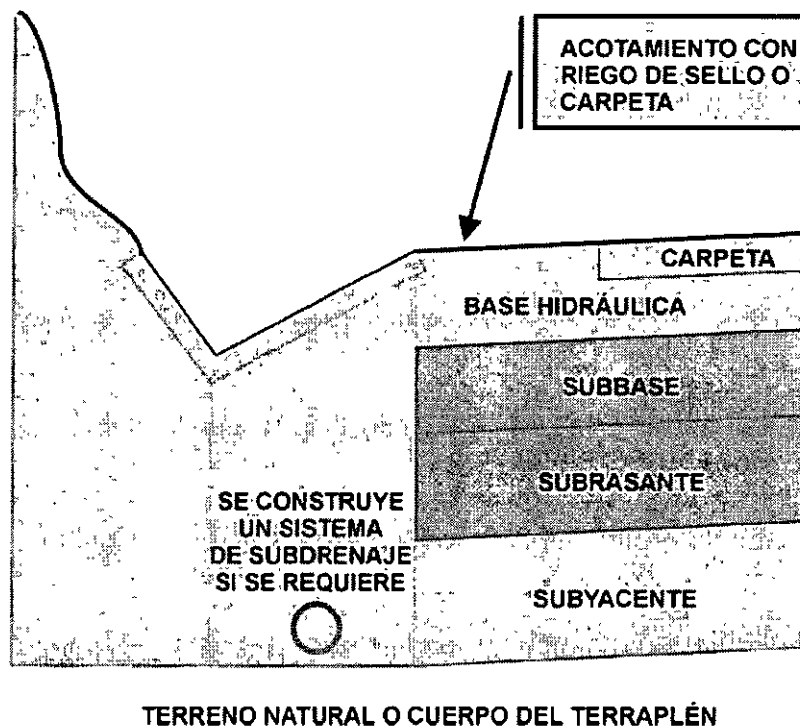 ACOTAMIENTO CON
RIEGO DE SELLO O
CARPETA
CARPETA
BASE HIDRÁULICA
SUBBASE
SUBRASANTE
SE CONSTRUYE
UN SISTEMA
DE SUBDRENAJE
SI SE REQUIERE
SUBYACENTE
TERRENO NATURAL O CUERPO DEL TERRAPLÉN